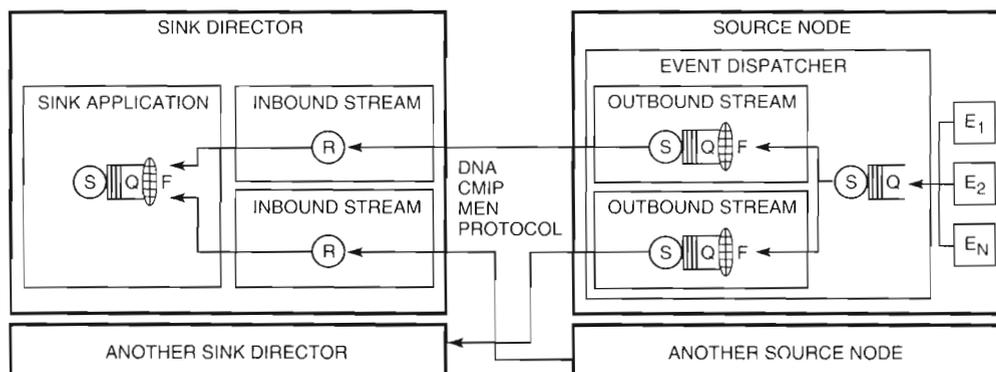 SINK DIRECTOR
SOURCE NODE
EVENT DISPATCHER
SINK APPLICATION
INBOUND STREAM
OUTBOUND STREAM
E1
R
S Q F
DNA
CMIP
MEN
PROTOCOL
S Q F
S Q
E2
INBOUND STREAM
OUTBOUND STREAM
R
S Q F
EN
ANOTHER SINK DIRECTOR
ANOTHER SOURCE NODE